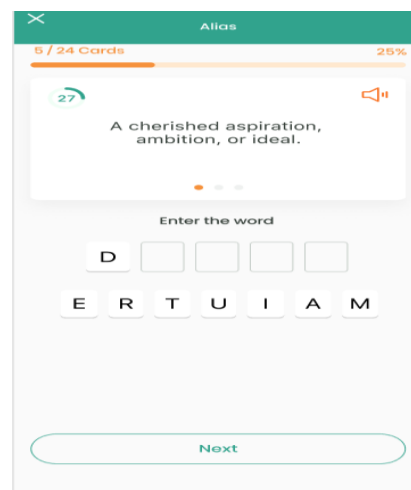 Alias
5 / 24 Cards 25%
27
A cherished aspiration,
ambition, or ideal.
Enter the word
D
E R T U I A M
Next